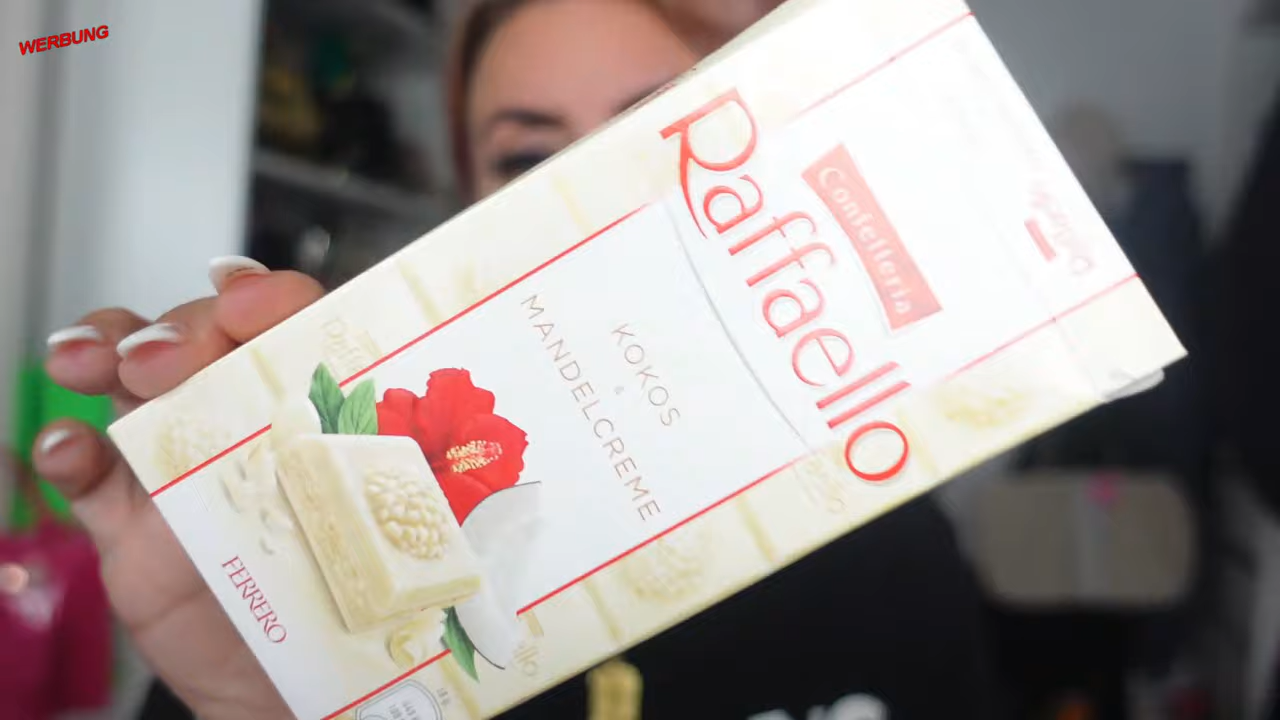 WERBUNG
Confetteria
Raffaello
KOKOS
&
MANDELCREME
FERRERO